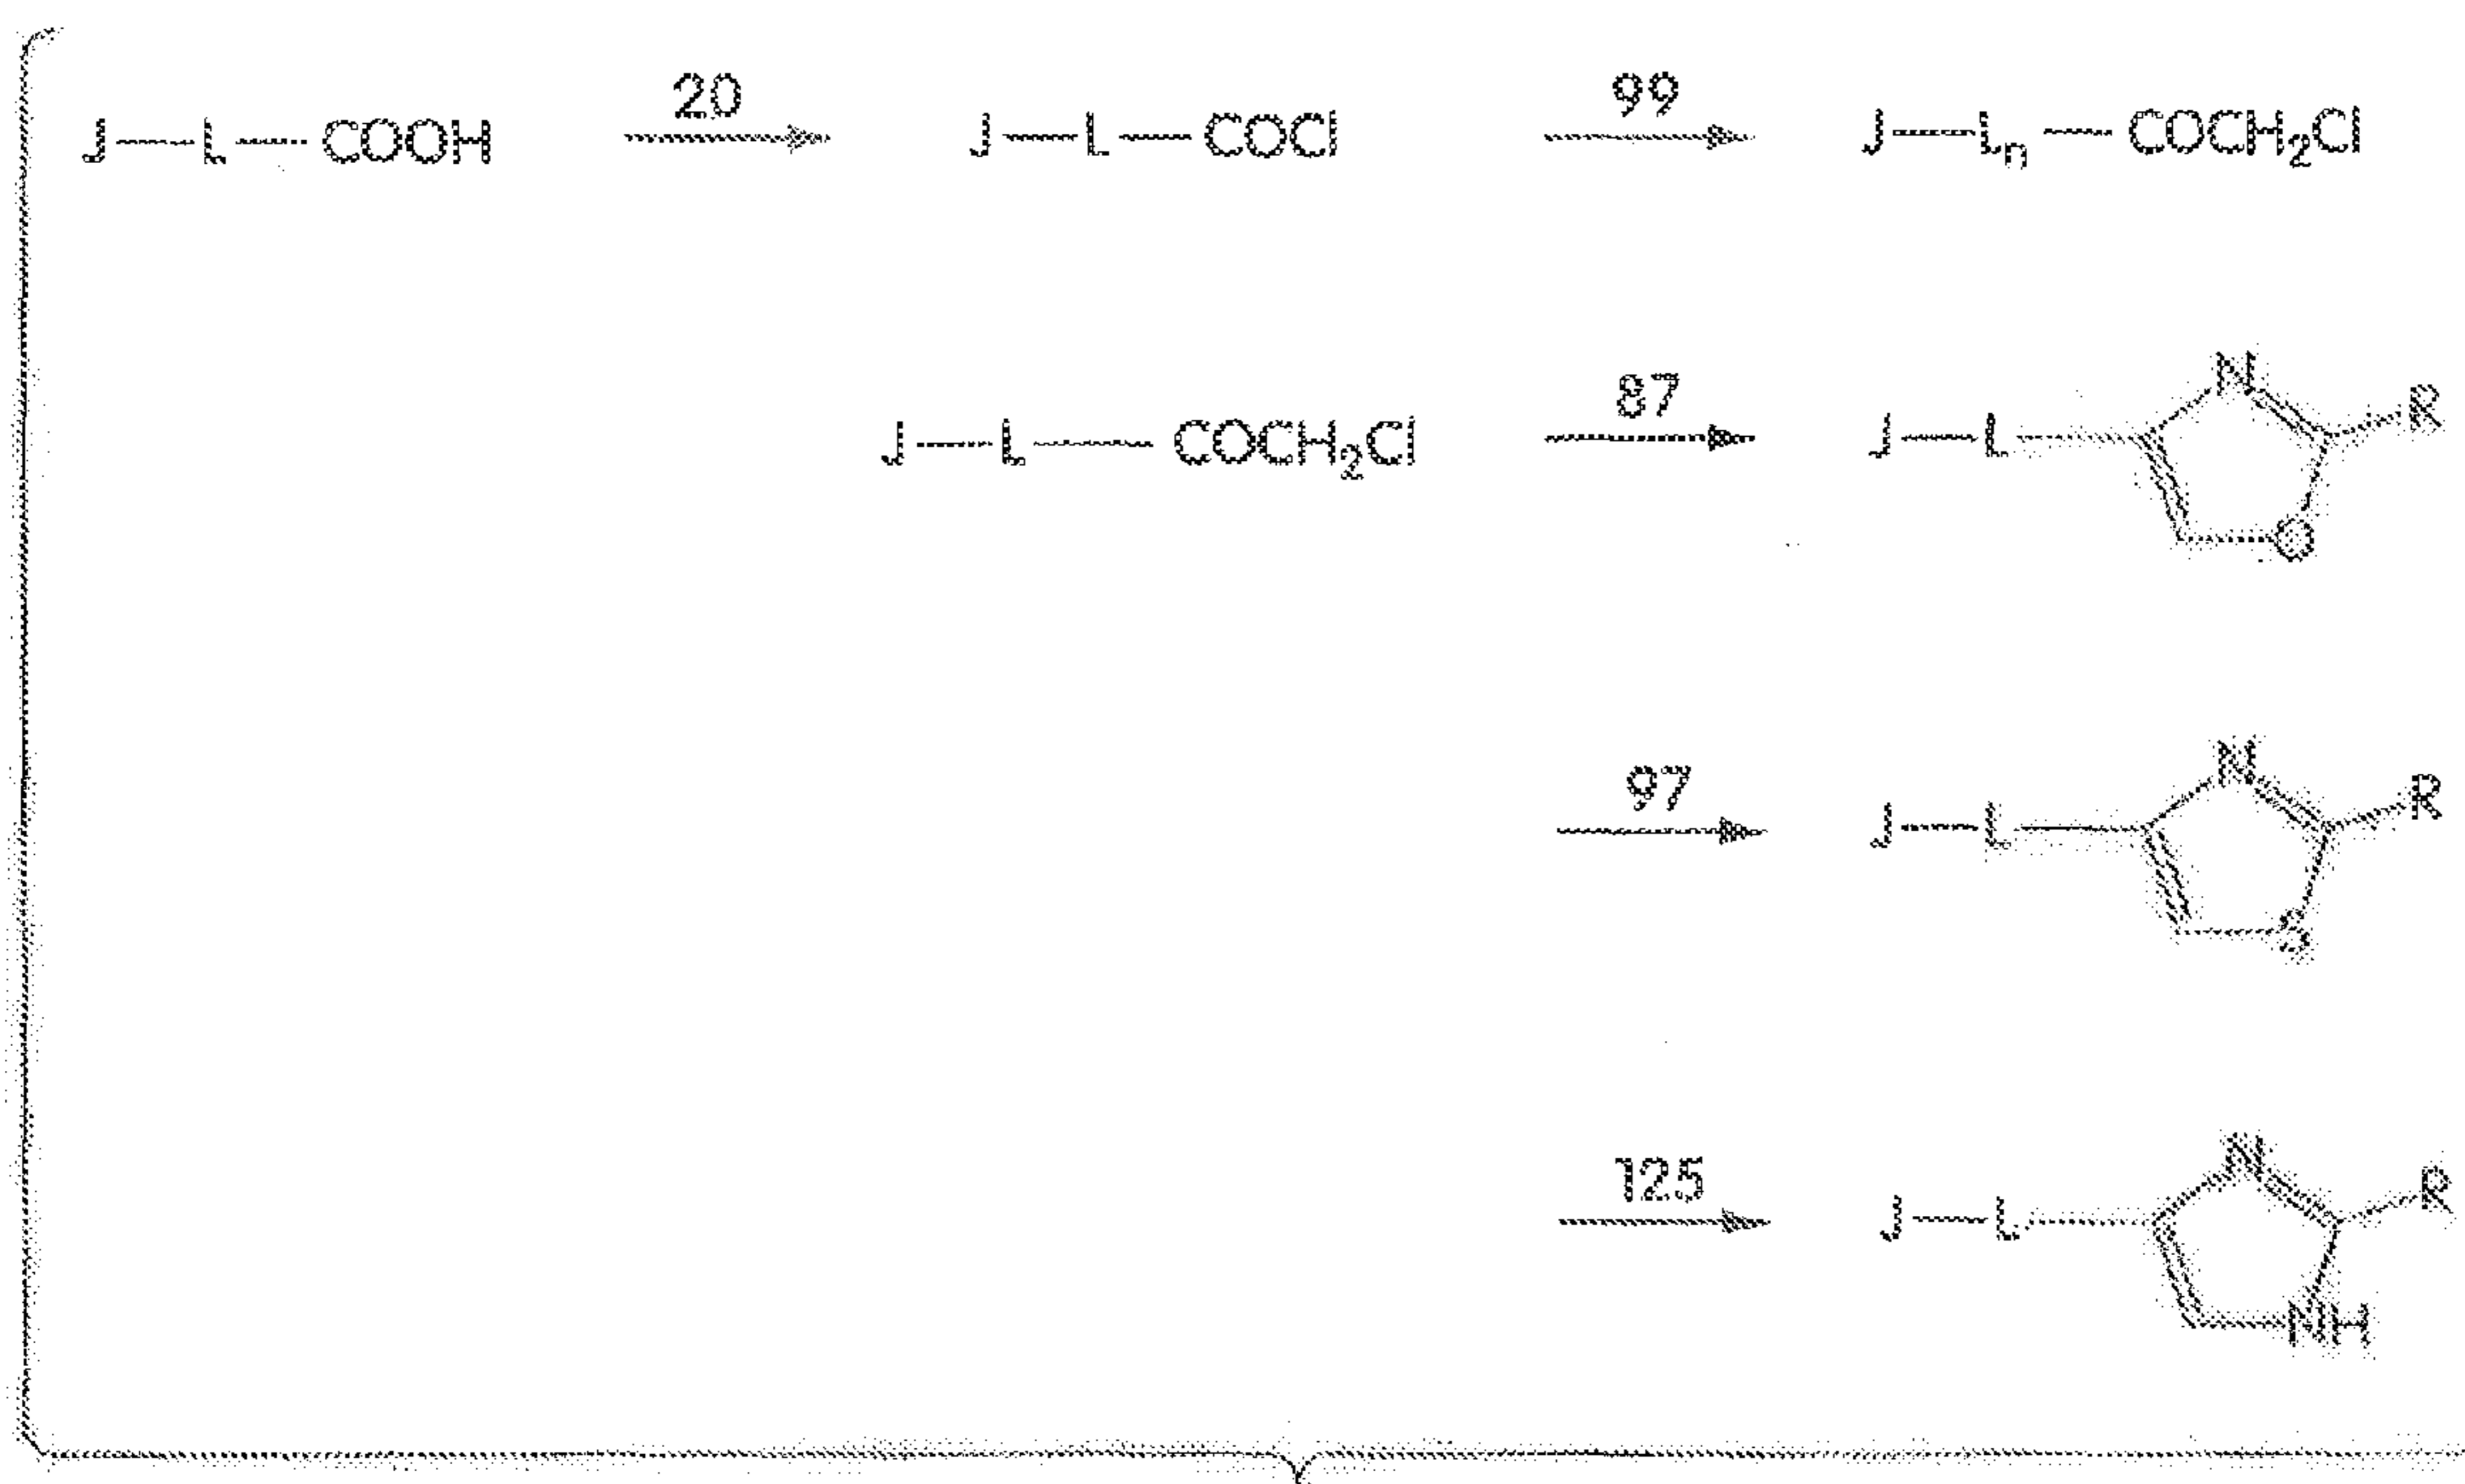 20 99
J—L—COOH J—L—COCl J—Lₙ—COCH₂Cl
N
87 R
J—L—COCH₂Cl J—L
O
N
97 R
J—L
S
N
125 R
J—L
NH